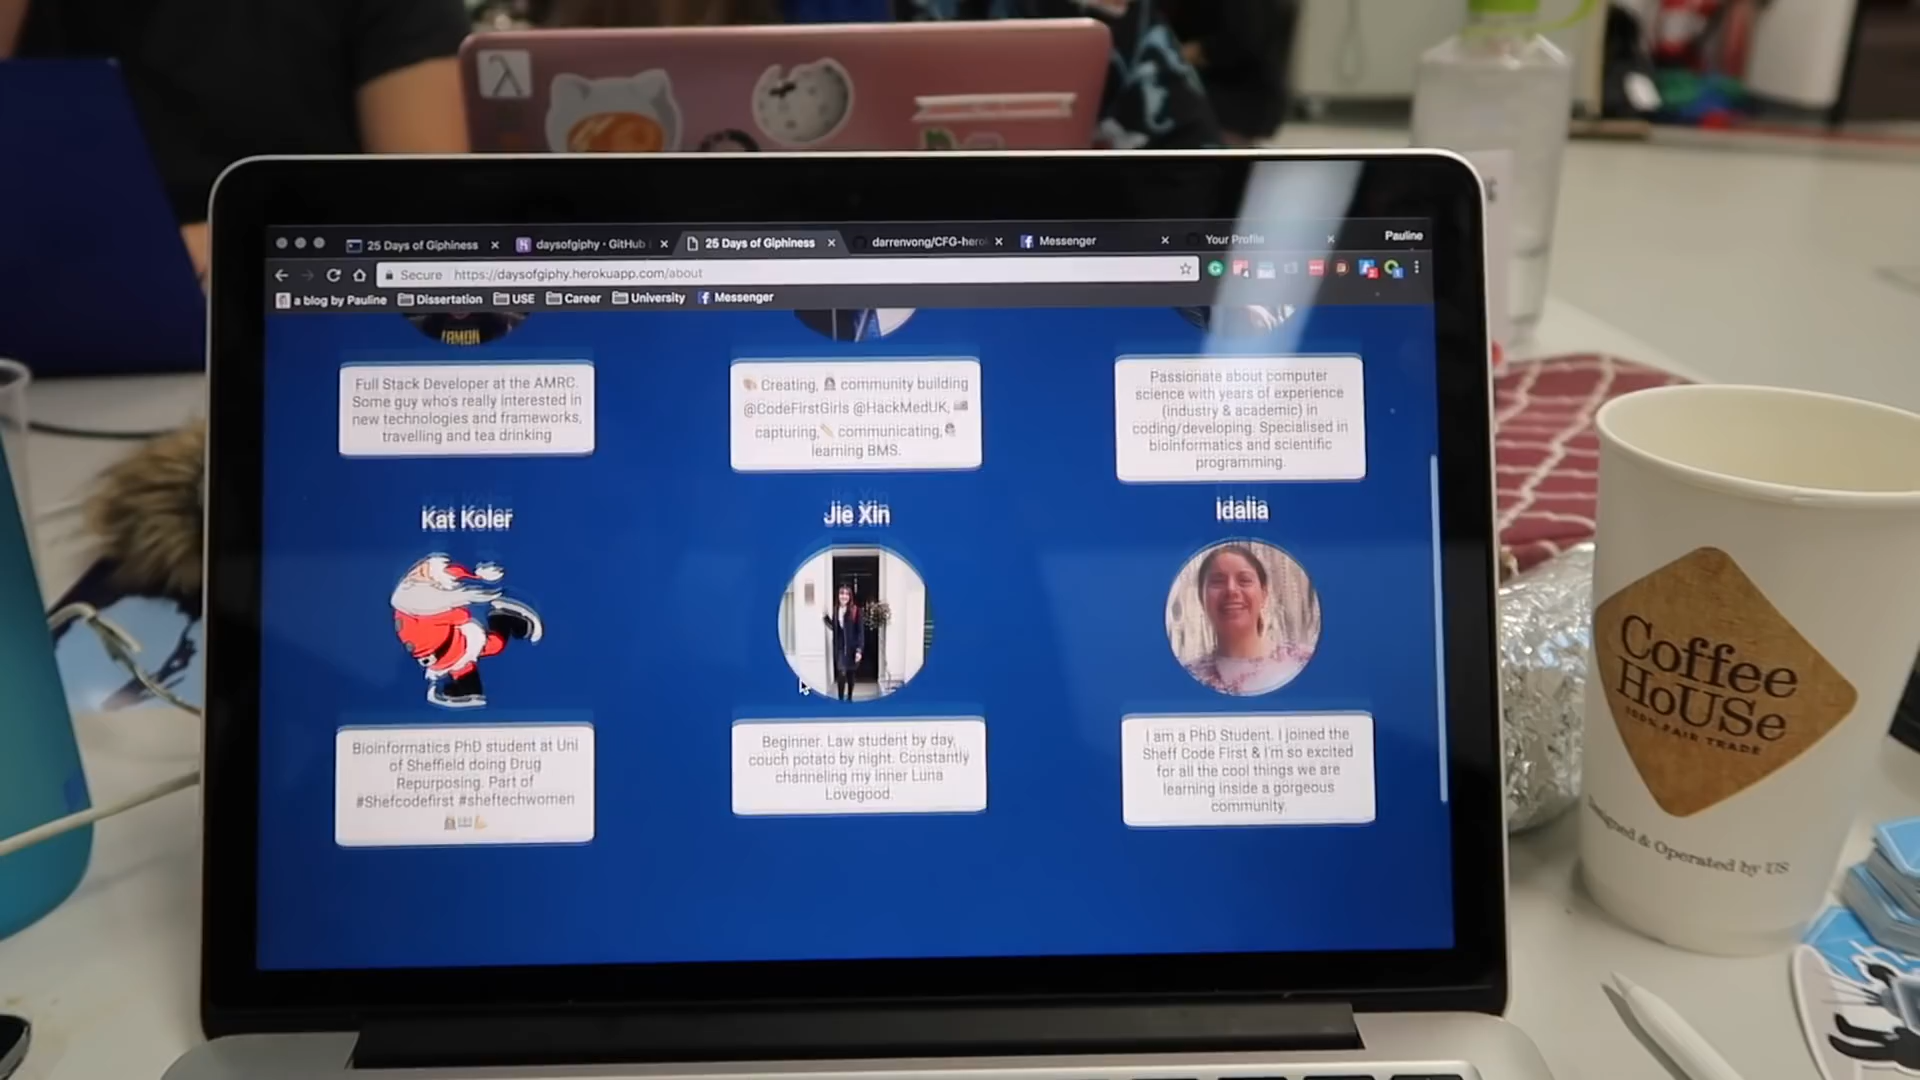 25 Days of Giphiness
daysofgiphy · GitHub
25 Days of Giphiness
darrenvong/CFG-hero
Messenger
Your Profile
Pauline
Secure https://daysofgiphy.herokuapp.com/about
a blog by Pauline
Dissertation
USE
Career
University
Messenger
Full Stack Developer at the AMRC.
Some guy who's really interested in
new technologies and frameworks,
travelling and tea drinking
Creating, community building
@CodeFirstGirls @HackMedUK,
capturing, communicating,
learning BMS.
Passionate about computer
science with years of experience
(industry & academic) in
coding/developing. Specialised in
bioinformatics and scientific
programming.
Kat Koler
Jie Xin
Idalia
Bioinformatics PhD student at Uni
of Sheffield doing Drug
Repurposing. Part of
#Shefcodefirst #sheftechwomen
Beginner. Law student by day,
couch potato by night. Constantly
channeling my inner Luna
Lovegood.
I am a PhD Student. I joined the
Sheff Code First & I'm so excited
for all the cool things we are
learning inside a gorgeous
community.
Coffee
HoUSe
100% FAIR TRADE
Designed & Operated by US